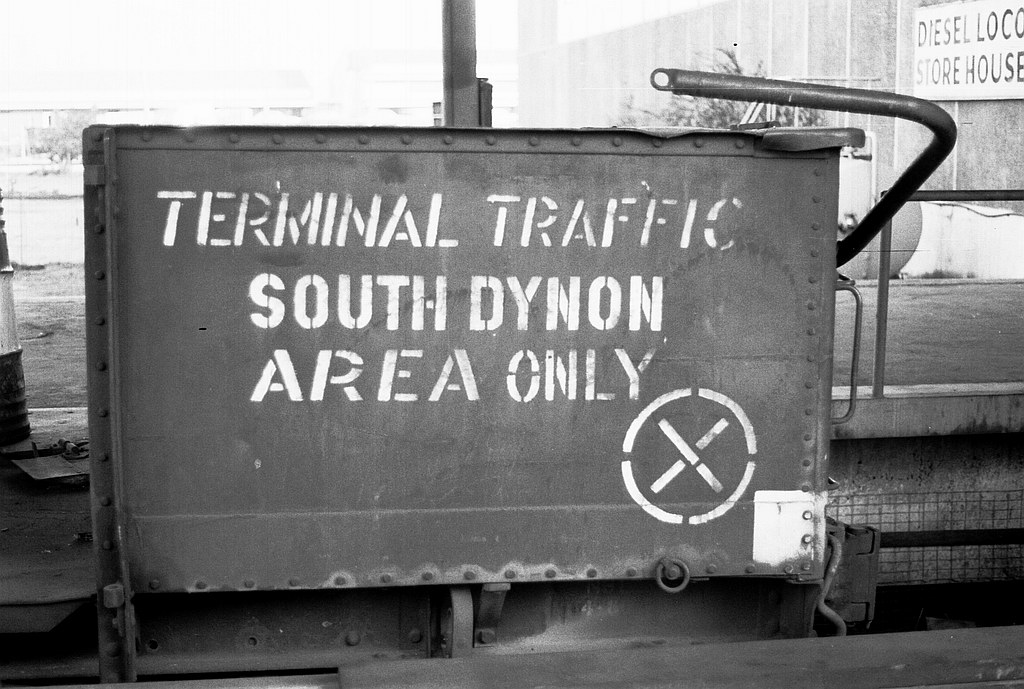 DIESEL LOCO
STORE HOUSE
TERMINAL TRAFFIC
SOUTH DYNON
AREA ONLY